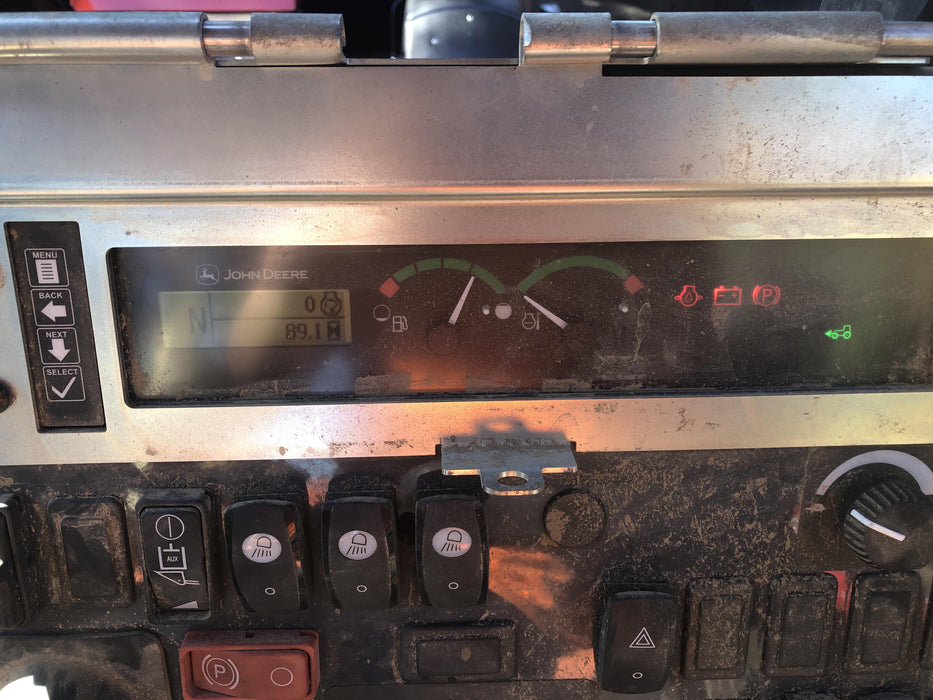 MENU
BACK
NEXT
SELECT
JOHN DEERE
N
0
89.1
P
AUX
P